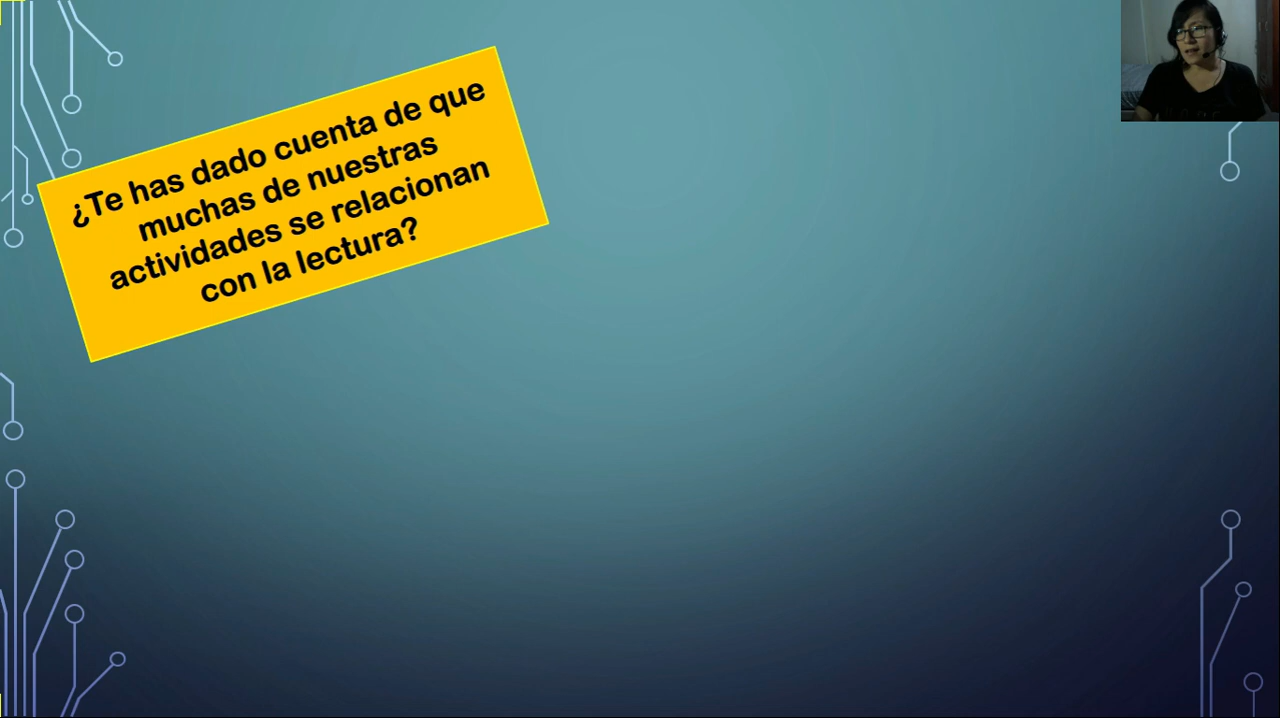 ¿Te has dado cuenta de que
muchas de nuestras
actividades se relacionan
con la lectura?